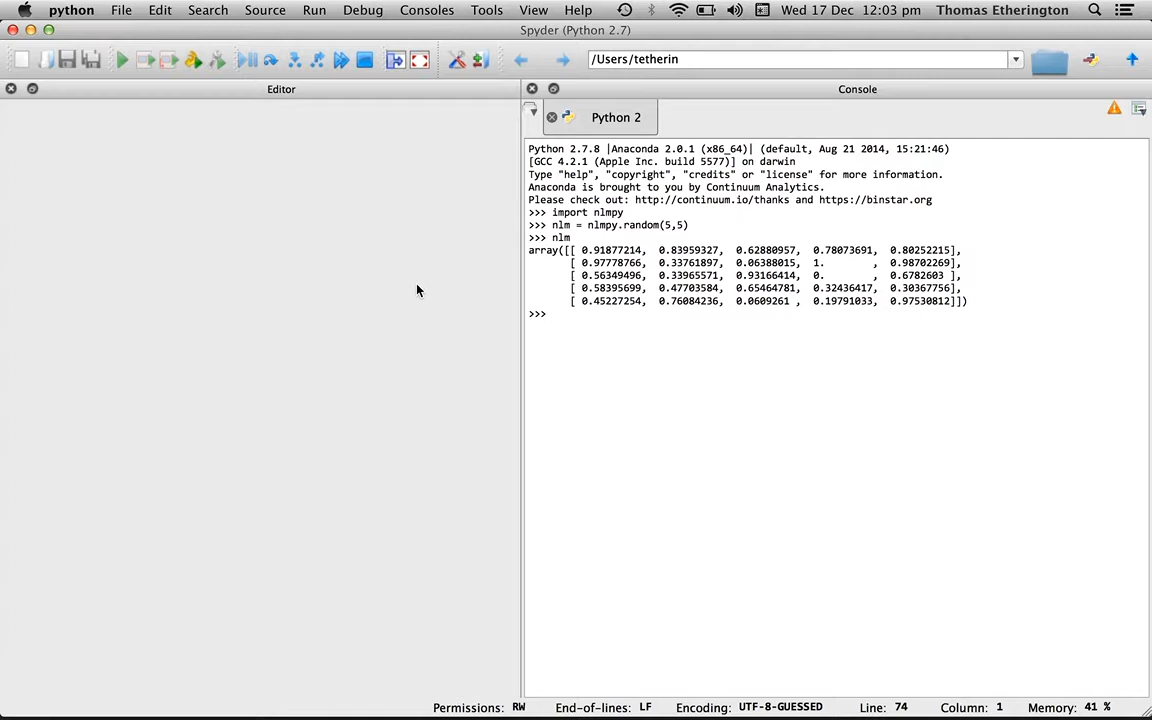 python File Edit Search Source Run Debug Consoles Tools View Help Wed 17 Dec 12:03 pm Thomas Etherington
Spyder (Python 2.7)
/Users/tetherin
Editor
Console
Python 2
Python 2.7.8 |Anaconda 2.0.1 (x86_64)| (default, Aug 21 2014, 15:21:46)
[GCC 4.2.1 (Apple Inc. build 5577)] on darwin
Type "help", "copyright", "credits" or "license" for more information.
Anaconda is brought to you by Continuum Analytics.
Please check out: http://continuum.io/thanks and https://binstar.org
>>> import nlmpy
>>> nlm = nlmpy.random(5,5)
>>> nlm
array([[ 0.91877214,  0.83959327,  0.62880957,  0.78073691,  0.80252215],
       [ 0.97778766,  0.33761897,  0.06388015,  1.        ,  0.98702269],
       [ 0.56349496,  0.33965571,  0.93166414,  0.        ,  0.6782603 ],
       [ 0.58395699,  0.47703584,  0.65464781,  0.32436417,  0.30367756],
       [ 0.45227254,  0.76084236,  0.0609261 ,  0.19791033,  0.97530812]])
>>>
Permissions: RW End-of-lines: LF Encoding: UTF-8-GUESSED Line: 74 Column: 1 Memory: 41 %